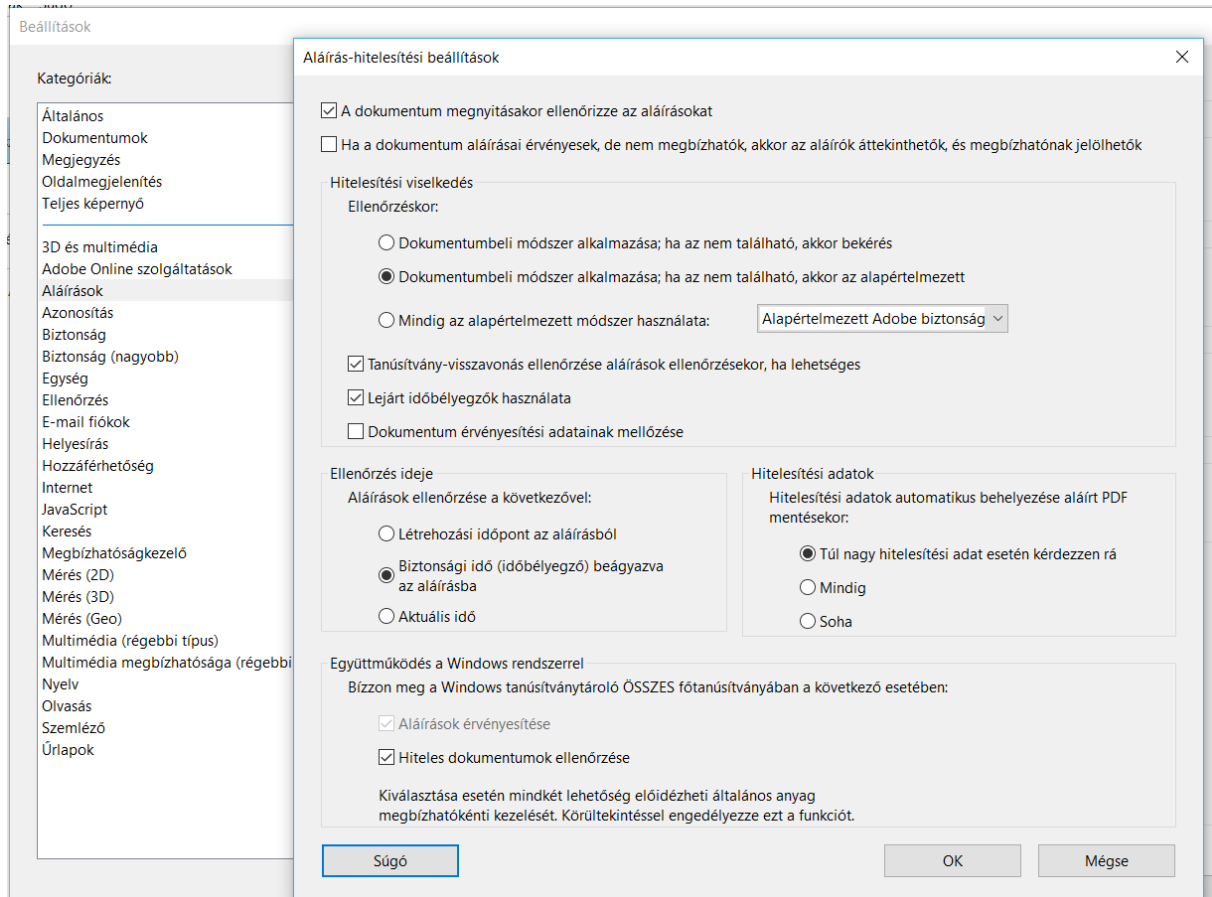 Beállítások
Kategóriák:
Általános
Dokumentumok
Megjegyzés
Oldalmegjelenítés
Teljes képernyő
3D és multimédia
Adobe Online szolgáltatások
Aláírások
Azonosítás
Biztonság
Biztonság (nagyobb)
Egység
Ellenőrzés
E-mail fiókok
Helyesírás
Hozzáférhetőség
Internet
JavaScript
Keresés
Megbízhatóságkezelő
Mérés (2D)
Mérés (3D)
Mérés (Geo)
Multimédia (régebbi típus)
Multimédia megbízhatósága (régebbi
Nyelv
Olvasás
Szemléző
Űrlapok
Aláírás-hitelesítési beállítások
A dokumentum megnyitásakor ellenőrizze az aláírásokat
Ha a dokumentum aláírásai érvényesek, de nem megbízhatók, akkor az aláírók áttekinthetők, és megbízhatónak jelölhetők
Hitelesítési viselkedés
Ellenőrzéskor:
Dokumentumbeli módszer alkalmazása; ha az nem található, akkor bekérés
Dokumentumbeli módszer alkalmazása; ha az nem található, akkor az alapértelmezett
Mindig az alapértelmezett módszer használata: Alapértelmezett Adobe biztonság
Tanúsítvány-visszavonás ellenőrzése aláírások ellenőrzésekor, ha lehetséges
Lejárt időbélyegzők használata
Dokumentum érvényesítési adatainak mellőzése
Ellenőrzés ideje
Aláírások ellenőrzése a következővel:
Létrehozási időpont az aláírásból
Biztonsági idő (időbélyegző) beágyazva
az aláírásba
Aktuális idő
Hitelesítési adatok
Hitelesítési adatok automatikus behelyezése aláírt PDF
mentésekor:
Túl nagy hitelesítési adat esetén kérdezzen rá
Mindig
Soha
Együttműködés a Windows rendszerrel
Bízzon meg a Windows tanúsítványtároló ÖSSZES főtanúsítványában a következő esetében:
Aláírások érvényesítése
Hiteles dokumentumok ellenőrzése
Kiválasztása esetén mindkét lehetőség előidézheti általános anyag
megbízhatókénti kezelését. Körültekintéssel engedélyezze ezt a funkciót.
Súgó
OK
Mégse